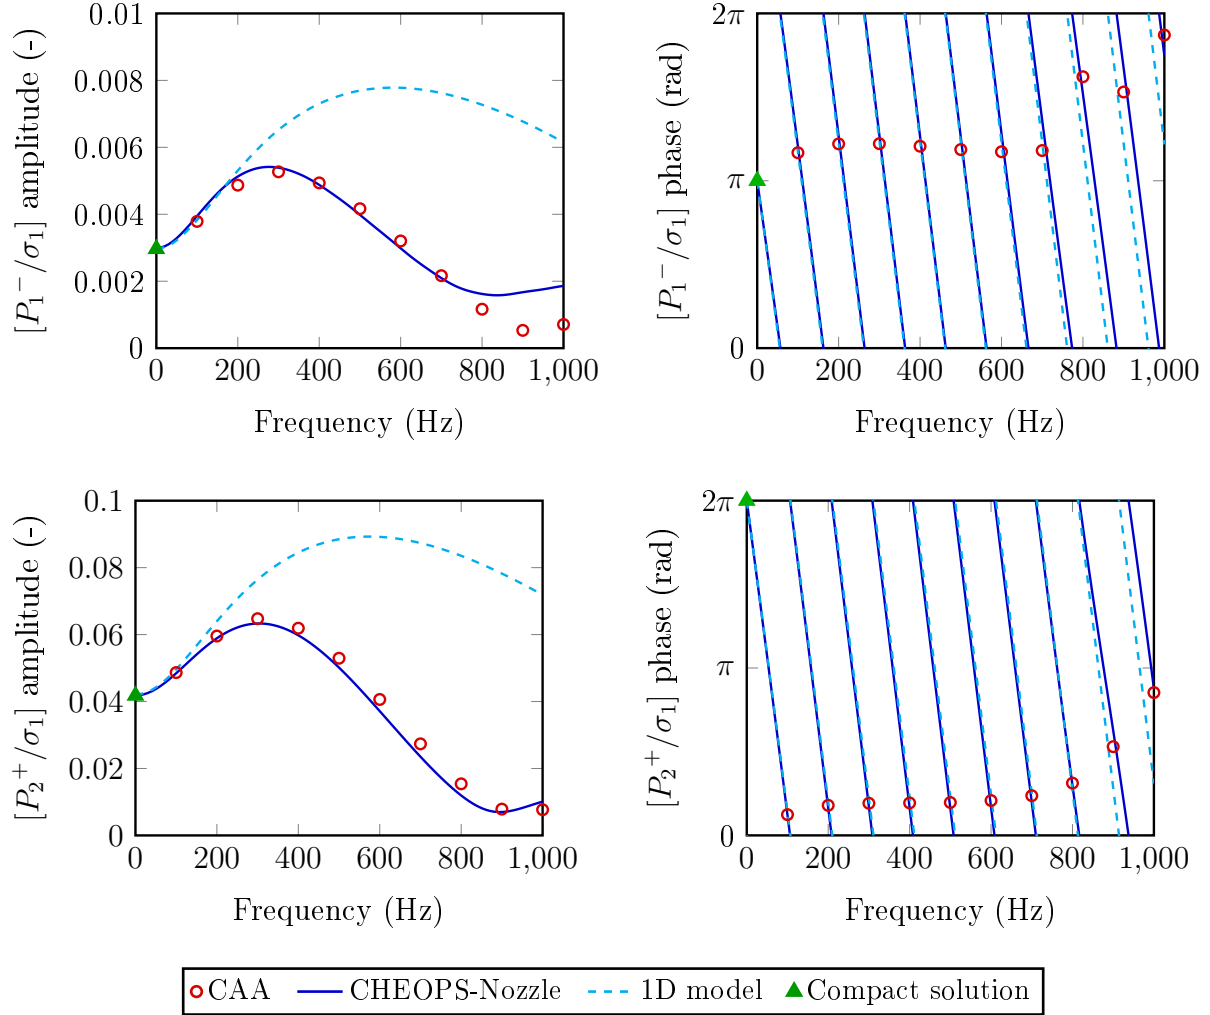 [P₁⁻/σ₁] amplitude (-)
0.01
0.008
0.006
0.004
0.002
0
0 200 400 600 800 1,000
Frequency (Hz)
[P₁⁻/σ₁] phase (rad)
2π
π
0
0 200 400 600 800 1,000
Frequency (Hz)
[P₂⁺/σ₁] amplitude (-)
0.1
0.08
0.06
0.04
0.02
0
0 200 400 600 800 1,000
Frequency (Hz)
[P₂⁺/σ₁] phase (rad)
2π
π
0
0 200 400 600 800 1,000
Frequency (Hz)
CAA CHEOPS-Nozzle 1D model Compact solution